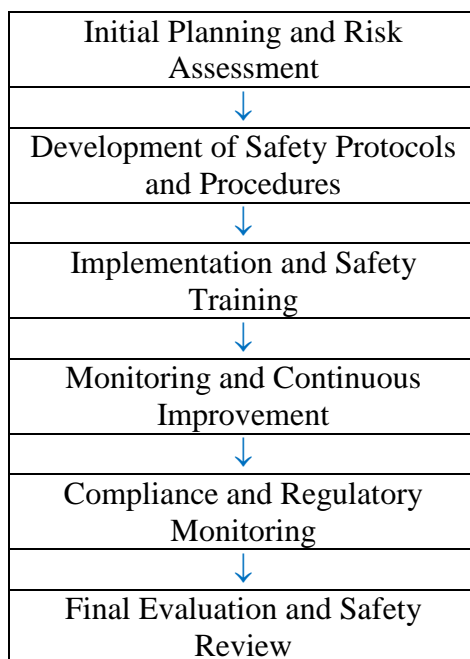 Initial Planning and Risk
Assessment
↓
Development of Safety Protocols
and Procedures
↓
Implementation and Safety
Training
↓
Monitoring and Continuous
Improvement
↓
Compliance and Regulatory
Monitoring
↓
Final Evaluation and Safety
Review